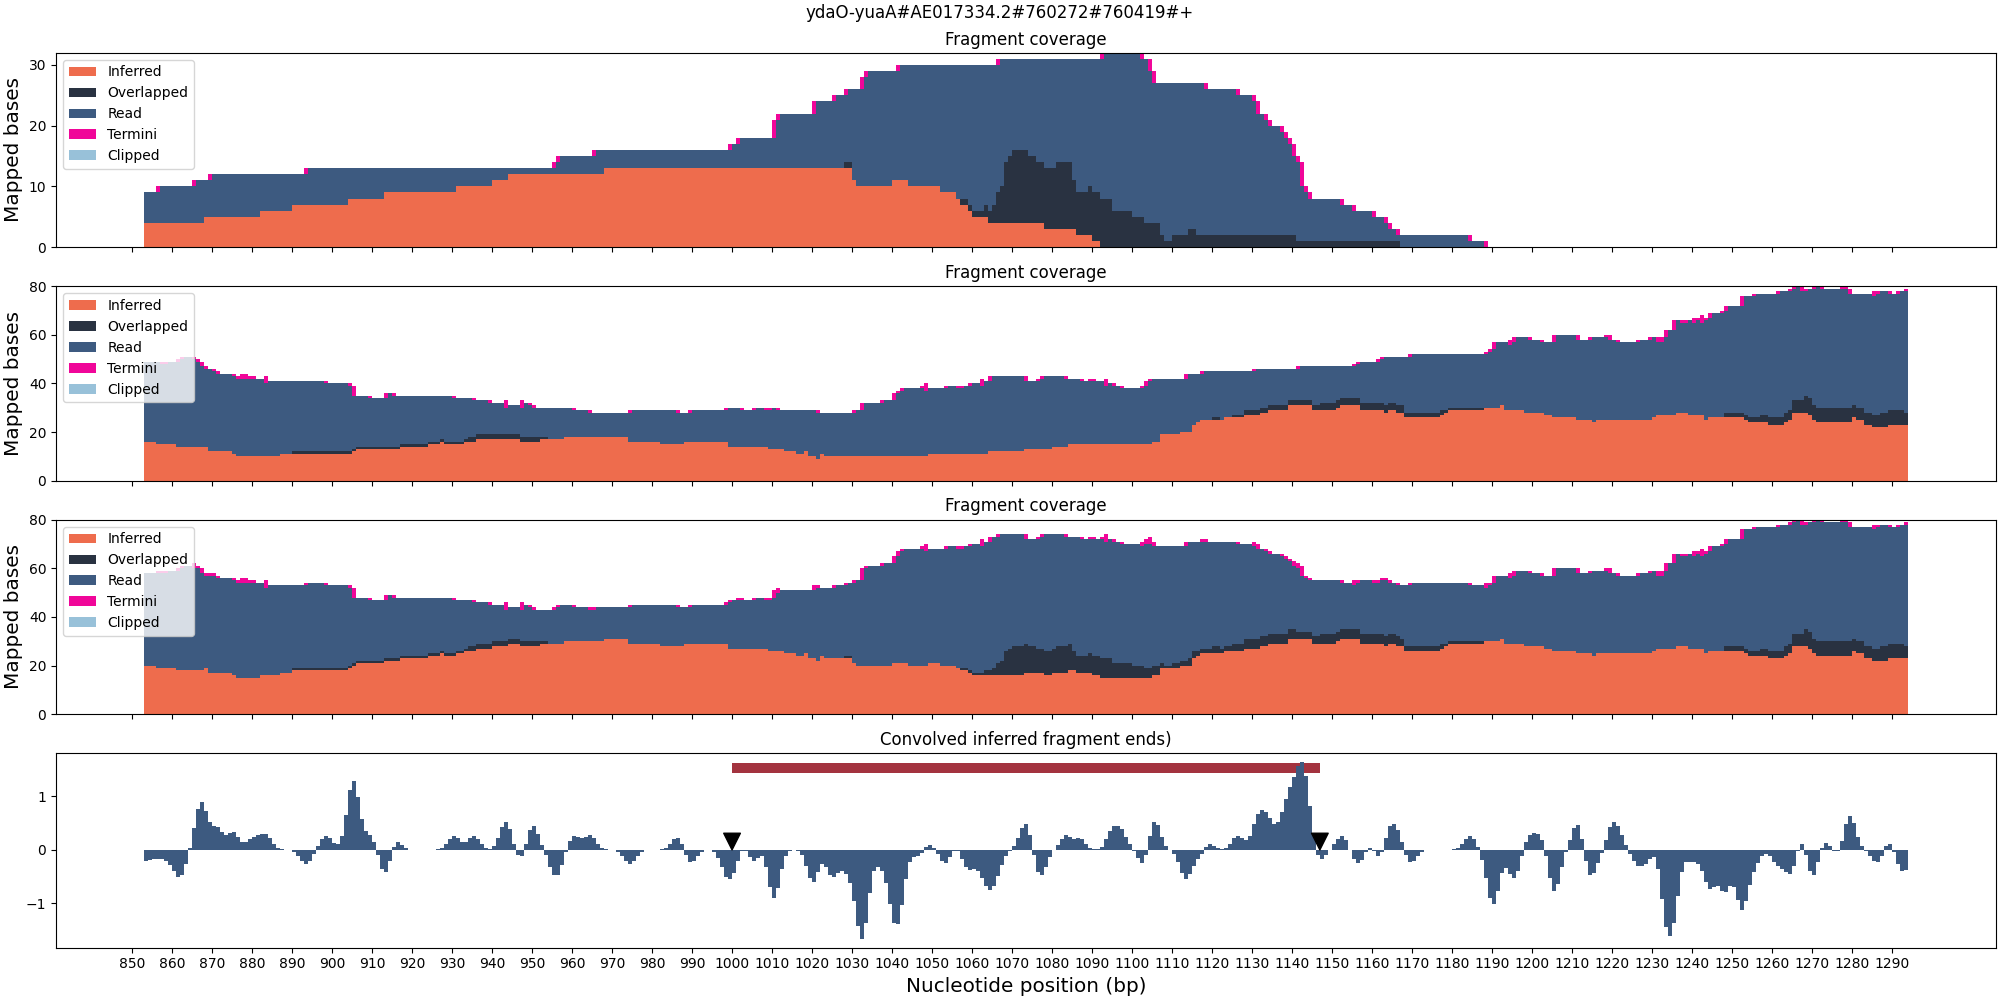 ydaO-yuaA#AE017334.2#760272#760419#+
Fragment coverage
Mapped bases
30
20
10
0
Inferred
Overlapped
Read
Termini
Clipped
Fragment coverage
Mapped bases
80
60
40
20
0
Inferred
Overlapped
Read
Termini
Clipped
Fragment coverage
Mapped bases
80
60
40
20
0
Inferred
Overlapped
Read
Termini
Clipped
Convolved inferred fragment ends)
1
0
−1
850 860 870 880 890 900 910 920 930 940 950 960 970 980 990 1000 1010 1020 1030 1040 1050 1060 1070 1080 1090 1100 1110 1120 1130 1140 1150 1160 1170 1180 1190 1200 1210 1220 1230 1240 1250 1260 1270 1280 1290
Nucleotide position (bp)